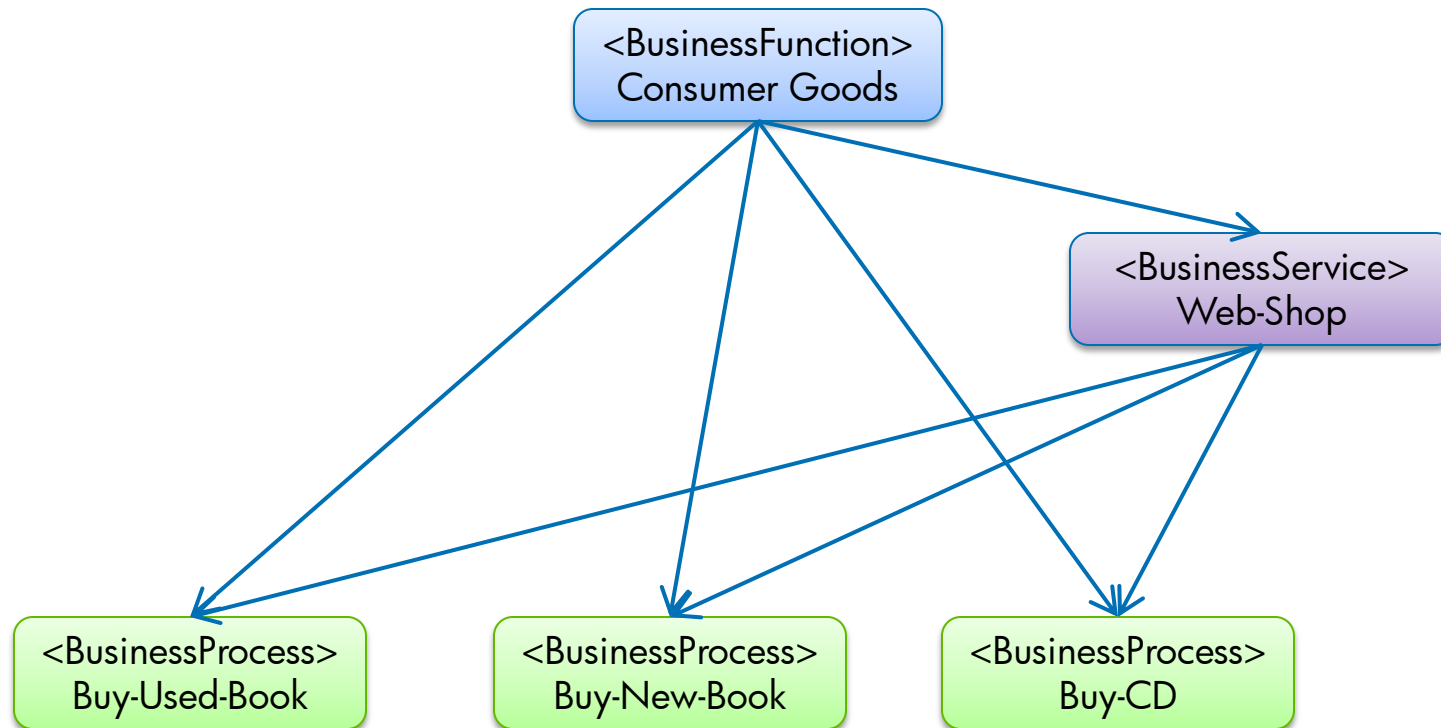 <BusinessFunction>
Consumer Goods
<BusinessService>
Web-Shop
<BusinessProcess>
Buy-Used-Book
<BusinessProcess>
Buy-New-Book
<BusinessProcess>
Buy-CD